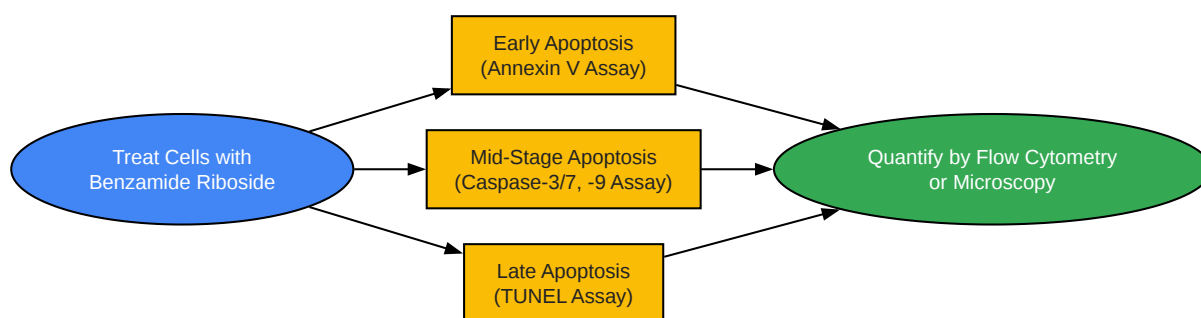 Treat Cells with
Benzamide Riboside
Early Apoptosis
(Annexin V Assay)
Mid-Stage Apoptosis
(Caspase-3/7, -9 Assay)
Late Apoptosis
(TUNEL Assay)
Quantify by Flow Cytometry
or Microscopy